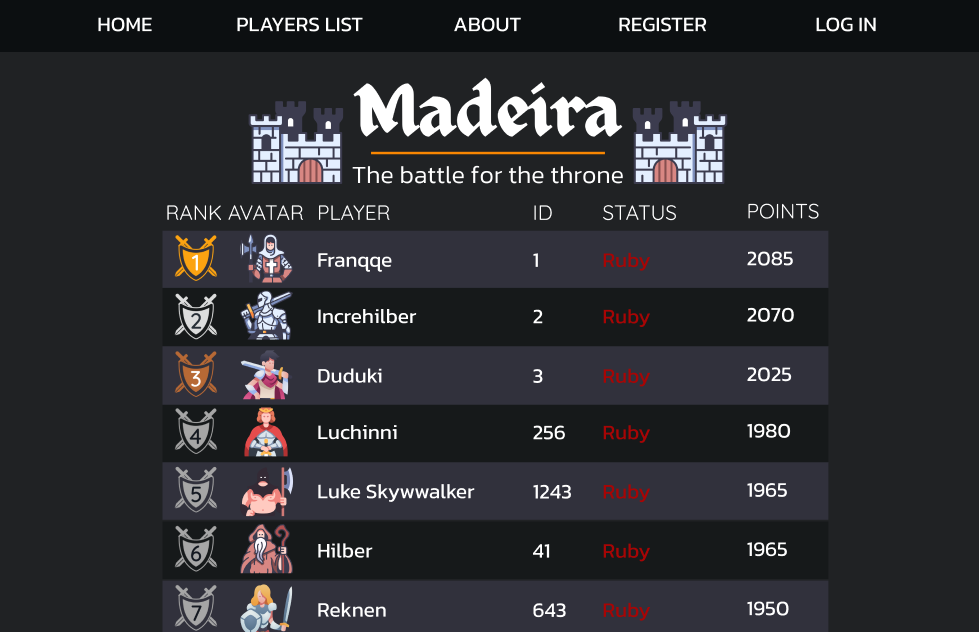 HOME PLAYERS LIST ABOUT REGISTER LOG IN
Madeira
The battle for the throne
RANK AVATAR PLAYER ID STATUS POINTS
1 Franqqe 1 Ruby 2085
2 Increhilber 2 Ruby 2070
3 Duduki 3 Ruby 2025
4 Luchinni 256 Ruby 1980
5 Luke Skywwalker 1243 Ruby 1965
6 Hilber 41 Ruby 1965
7 Reknen 643 Ruby 1950